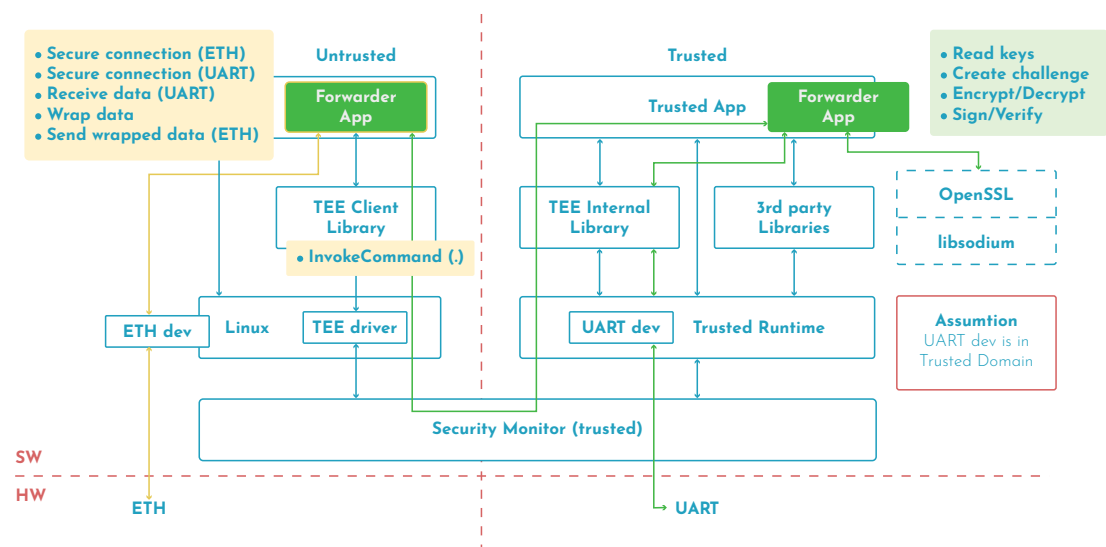 • Secure connection (ETH)
• Secure connection (UART)
• Receive data (UART)
• Wrap data
• Send wrapped data (ETH)
Untrusted
Forwarder
App
Trusted
Trusted App
Forwarder
App
• Read keys
• Create challenge
• Encrypt/Decrypt
• Sign/Verify
TEE Client
Library
• InvokeCommand (.)
TEE Internal
Library
3rd party
Libraries
OpenSSL
libsodium
ETH dev
Linux
TEE driver
UART dev
Trusted Runtime
Assumtion
UART dev is in
Trusted Domain
Security Monitor (trusted)
SW
HW
ETH
UART